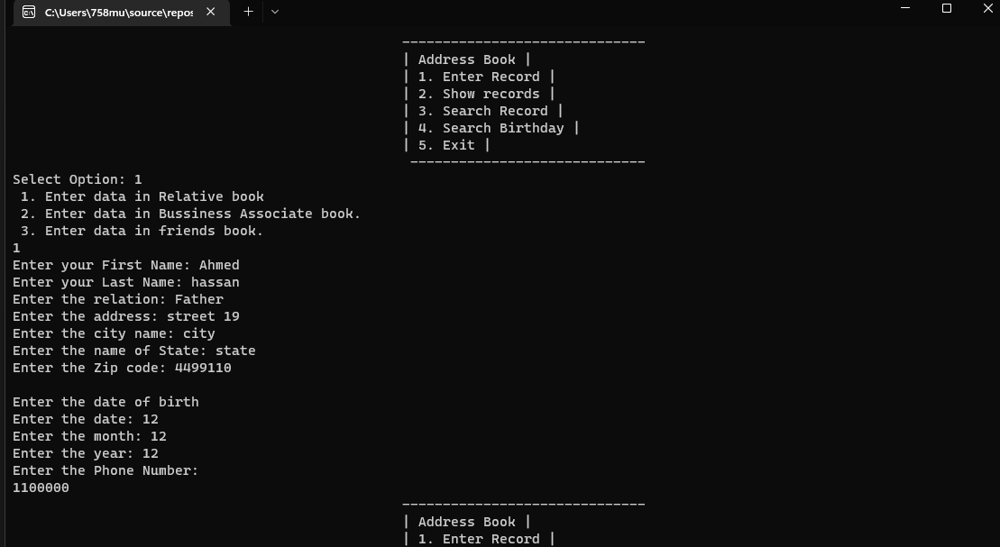 C:\Users\758mu\source\repos
------------------------------
| Address Book |
| 1. Enter Record |
| 2. Show records |
| 3. Search Record |
| 4. Search Birthday |
| 5. Exit |
-----------------------------
Select Option: 1
1. Enter data in Relative book
2. Enter data in Bussiness Associate book.
3. Enter data in friends book.
1
Enter your First Name: Ahmed
Enter your Last Name: hassan
Enter the relation: Father
Enter the address: street 19
Enter the city name: city
Enter the name of State: state
Enter the Zip code: 4499110
Enter the date of birth
Enter the date: 12
Enter the month: 12
Enter the year: 12
Enter the Phone Number:
1100000
------------------------------
| Address Book |
| 1. Enter Record |